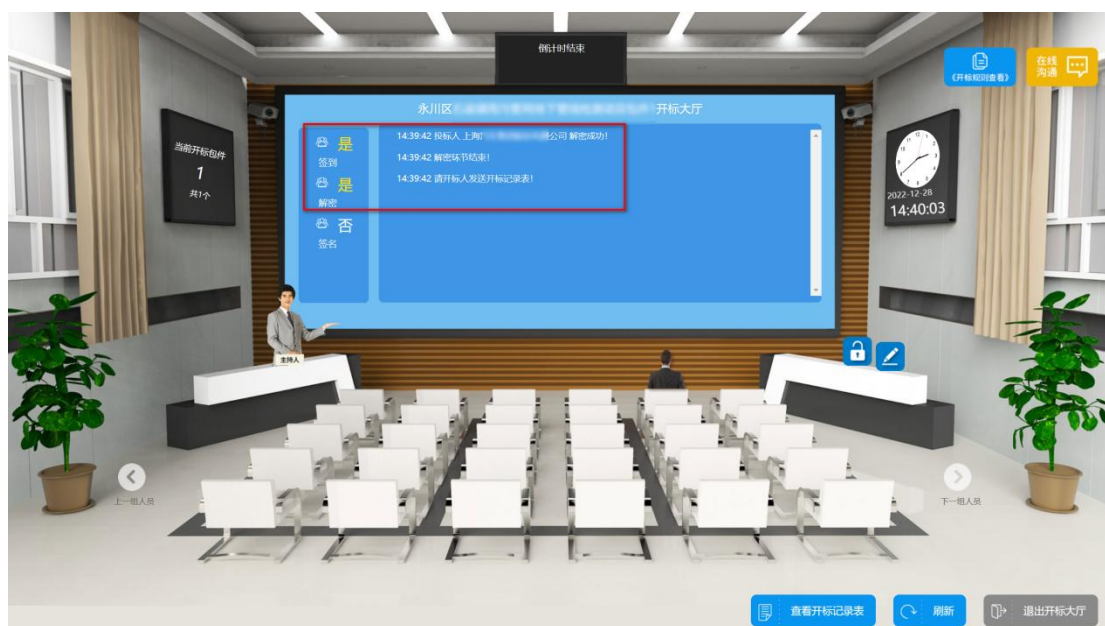 倒计时结束
《开标规则查看》
在线
沟通
永川区
开标大厅
当前开标包件
1
共1个
是
签到
是
解密
否
签名
14:39:42 投标人 上海 公司 解密成功!
14:39:42 解密环节结束!
14:39:42 请开标人发送开标记录表!
2022-12-28
14:40:03
主持人
上一组人员
下一组人员
查看开标记录表
刷新
退出开标大厅